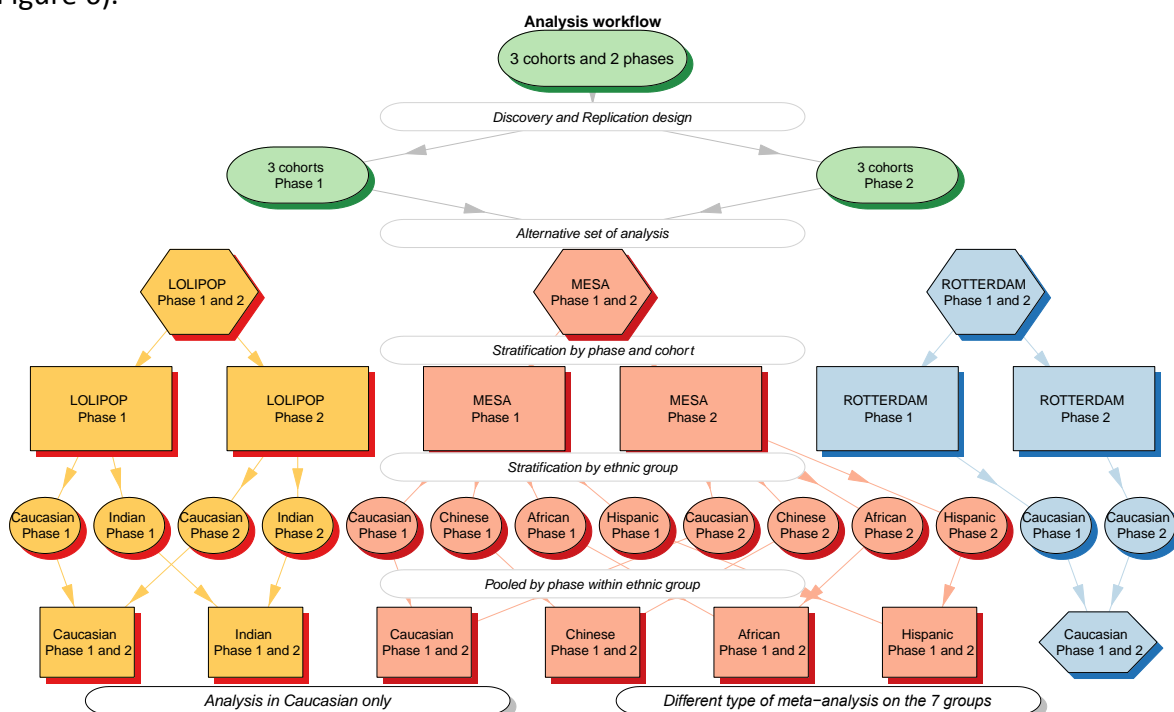 Figure 6).
Analysis workflow
3 cohorts and 2 phases
Discovery and Replication design
3 cohorts
Phase 1
3 cohorts
Phase 2
Alternative set of analysis
LOLIPOP
Phase 1 and 2
MESA
Phase 1 and 2
ROTTERDAM
Phase 1 and 2
Stratification by phase and cohort
LOLIPOP
Phase 1
LOLIPOP
Phase 2
MESA
Phase 1
MESA
Phase 2
ROTTERDAM
Phase 1
ROTTERDAM
Phase 2
Stratification by ethnic group
Caucasian
Phase 1
Indian
Phase 1
Caucasian
Phase 2
Indian
Phase 2
Caucasian
Phase 1
Chinese
Phase 1
African
Phase 1
Hispanic
Phase 1
Caucasian
Phase 2
Chinese
Phase 2
African
Phase 2
Hispanic
Phase 2
Caucasian
Phase 1
Caucasian
Phase 2
Pooled by phase within ethnic group
Caucasian
Phase 1 and 2
Indian
Phase 1 and 2
Caucasian
Phase 1 and 2
Chinese
Phase 1 and 2
African
Phase 1 and 2
Hispanic
Phase 1 and 2
Caucasian
Phase 1 and 2
Analysis in Caucasian only
Different type of meta−analysis on the 7 groups